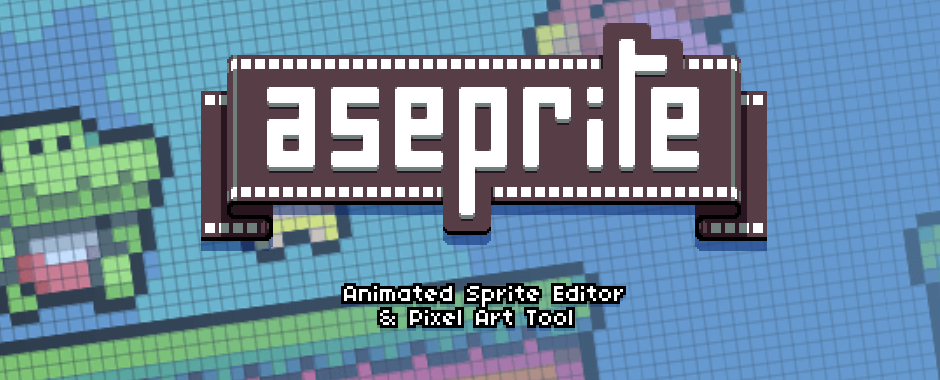 aseprite
Animated Sprite Editor
& Pixel Art Tool